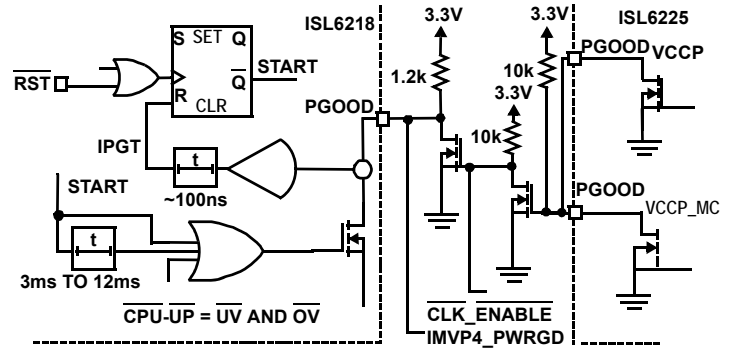 ISL6218
3.3V
3.3V
ISL6225
S SET Q
Q
R
CLR
START
RST
1.2k
10k
3.3V
PGOOD VCCP
PGOOD
10k
IPGT
t
~100ns
START
PGOOD
VCCP_MC
t
3ms TO 12ms
CPU-UP = UV AND OV
CLK_ENABLE
IMVP4_PWRGD